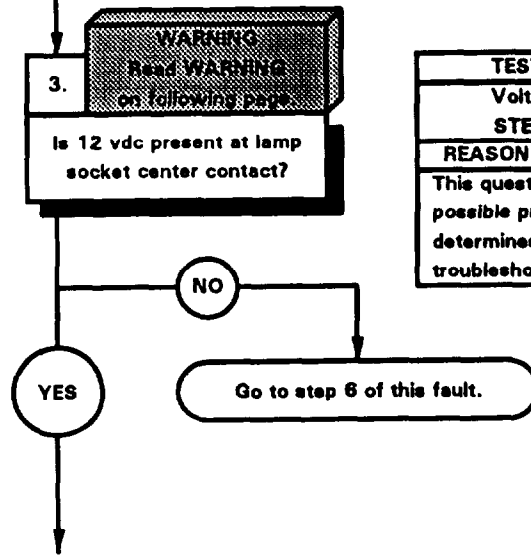 WARNING
3.
Read WARNING
on following page.
Is 12 vdc present at lamp
socket center contact?
TES
Volt
STE
REASON
This quest
possible p
determine
troublesho
NO
YES
Go to step 6 of this fault.